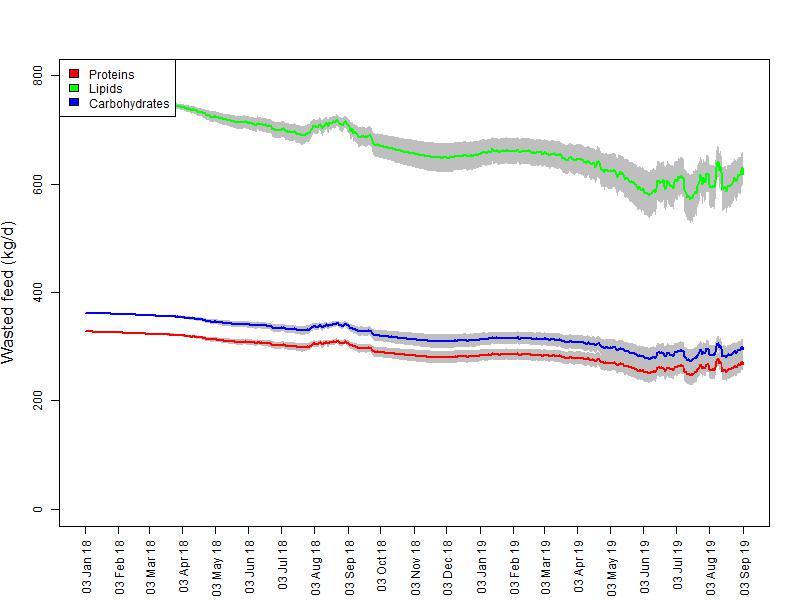 Proteins
Lipids
Carbohydrates
Wasted feed (kg/d)
800
600
400
200
0
03 Jan 18
03 Feb 18
03 Mar 18
03 Apr 18
03 May 18
03 Jun 18
03 Jul 18
03 Aug 18
03 Sep 18
03 Oct 18
03 Nov 18
03 Dec 18
03 Jan 19
03 Feb 19
03 Mar 19
03 Apr 19
03 May 19
03 Jun 19
03 Jul 19
03 Aug 19
03 Sep 19